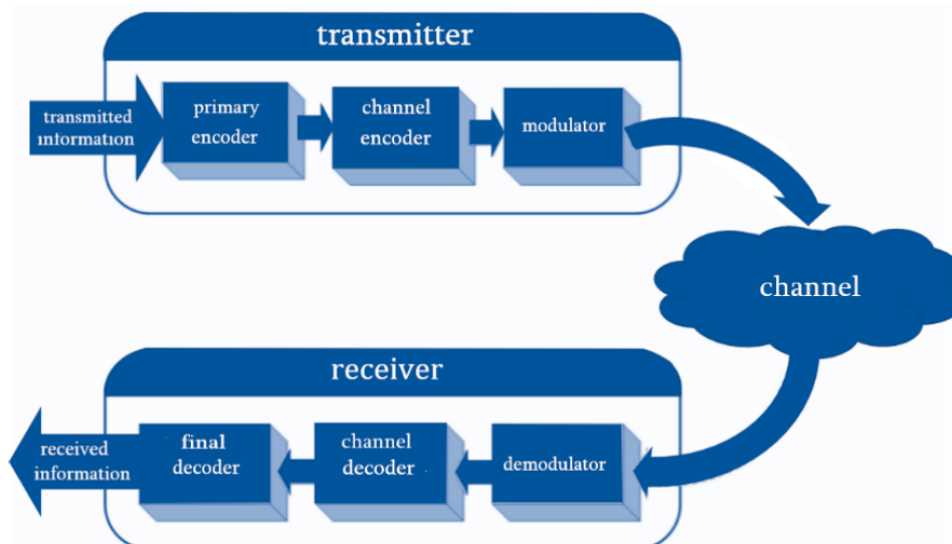 transmitter
transmitted
information
primary
encoder
channel
encoder
modulator
channel
receiver
received
information
final
decoder
channel
decoder
demodulator